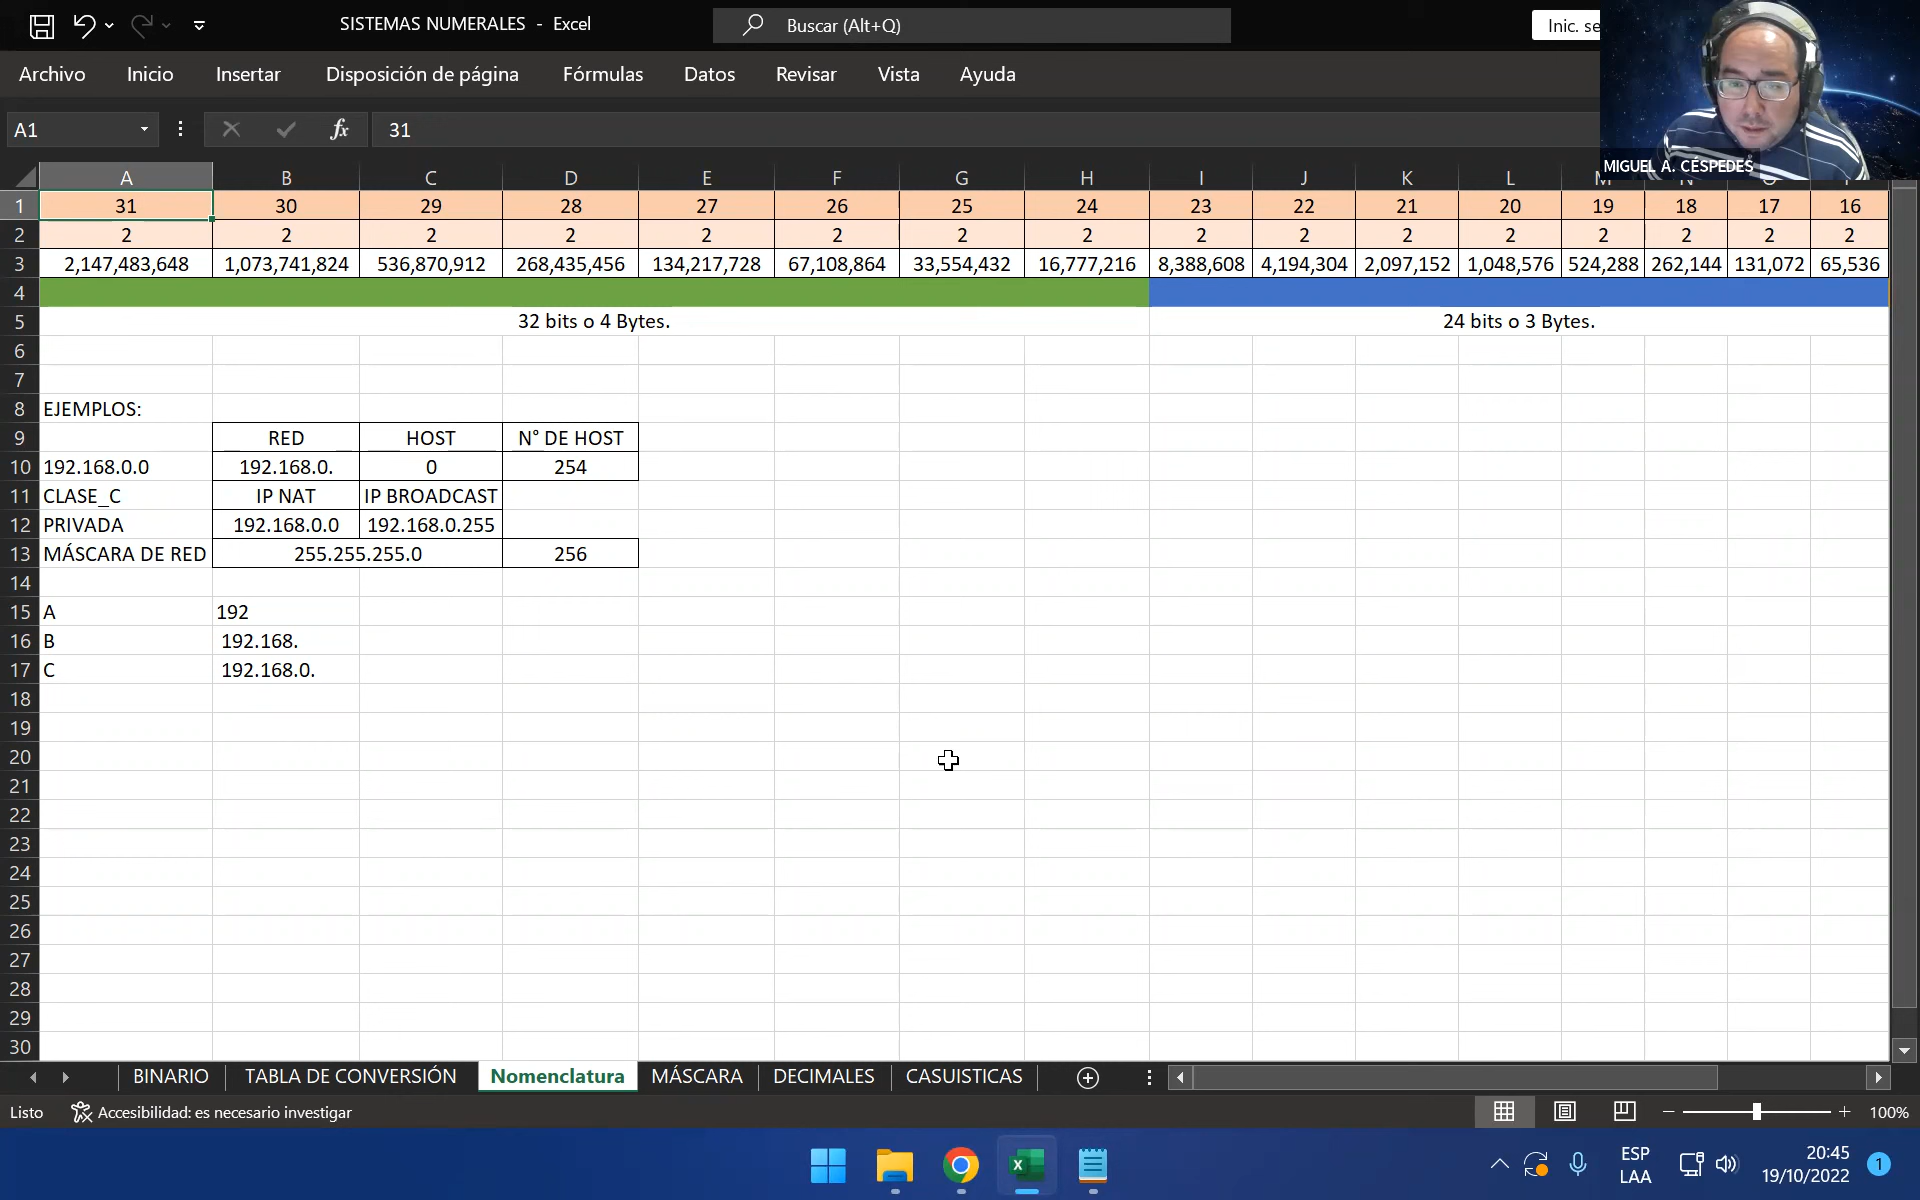 SISTEMAS NUMERALES - Excel
Buscar (Alt+Q)
Inic. se
Archivo Inicio Insertar Disposición de página Fórmulas Datos Revisar Vista Ayuda
A1 fx 31
MIGUEL A. CÉSPEDES
A B C D E F G H I J K L
1 31 30 29 28 27 26 25 24 23 22 21 20 19 18 17 16
2 2 2 2 2 2 2 2 2 2 2 2 2 2 2 2 2
3 2,147,483,648 1,073,741,824 536,870,912 268,435,456 134,217,728 67,108,864 33,554,432 16,777,216 8,388,608 4,194,304 2,097,152 1,048,576 524,288 262,144 131,072 65,536
4
5 32 bits o 4 Bytes. 24 bits o 3 Bytes.
6
7
8 EJEMPLOS:
9 RED HOST N° DE HOST
10 192.168.0.0 192.168.0. 0 254
11 CLASE_C IP NAT IP BROADCAST
12 PRIVADA 192.168.0.0 192.168.0.255
13 MÁSCARA DE RED 255.255.255.0 256
14
15 A 192
16 B 192.168.
17 C 192.168.0.
18
19
20
21
22
23
24
25
26
27
28
29
30
BINARIO TABLA DE CONVERSIÓN Nomenclatura MÁSCARA DECIMALES CASUISTICAS
Listo Accesibilidad: es necesario investigar 100%
ESP 20:45
LAA 19/10/2022 1